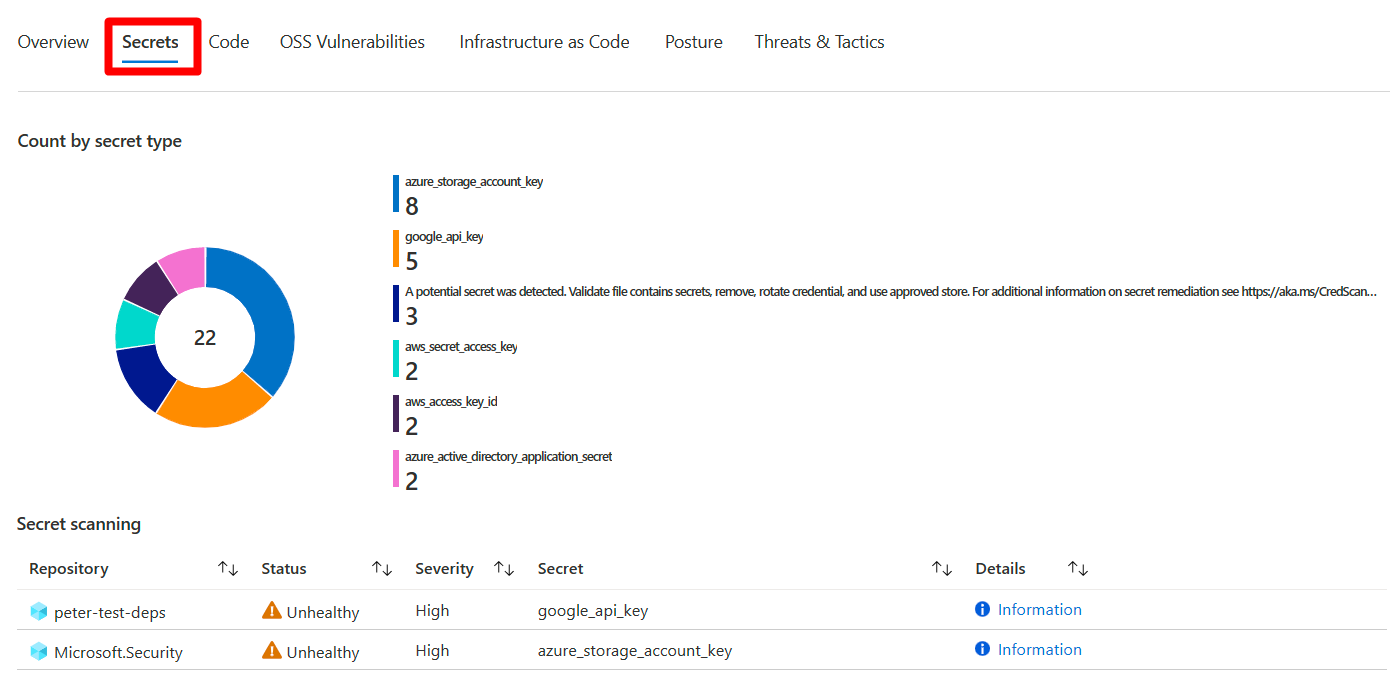 Overview Secrets Code OSS Vulnerabilities Infrastructure as Code Posture Threats & Tactics
Count by secret type
azure_storage_account_key
8
google_api_key
5
A potential secret was detected. Validate file contains secrets, remove, rotate credential, and use approved store. For additional information on secret remediation see https://aka.ms/CredScan...
3
aws_secret_access_key
2
aws_access_key_id
2
azure_active_directory_application_secret
2
22
Secret scanning
Repository ↑↓ Status ↑↓ Severity ↑↓ Secret ↑↓ Details ↑↓
peter-test-deps Unhealthy High google_api_key Information
Microsoft.Security Unhealthy High azure_storage_account_key Information